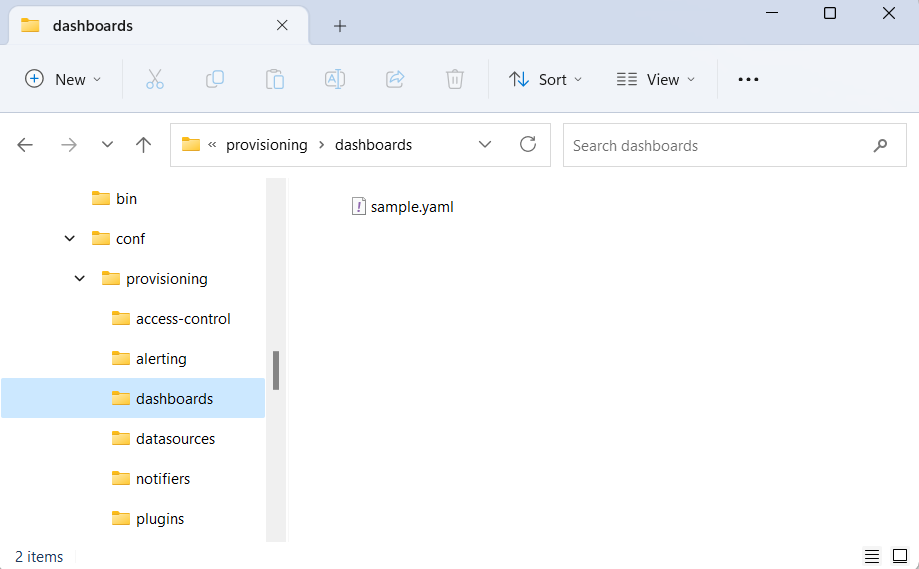 dashboards
New Sort View
provisioning dashboards Search dashboards
bin
conf
provisioning
access-control
alerting
dashboards
datasources
notifiers
plugins
sample.yaml
2 items